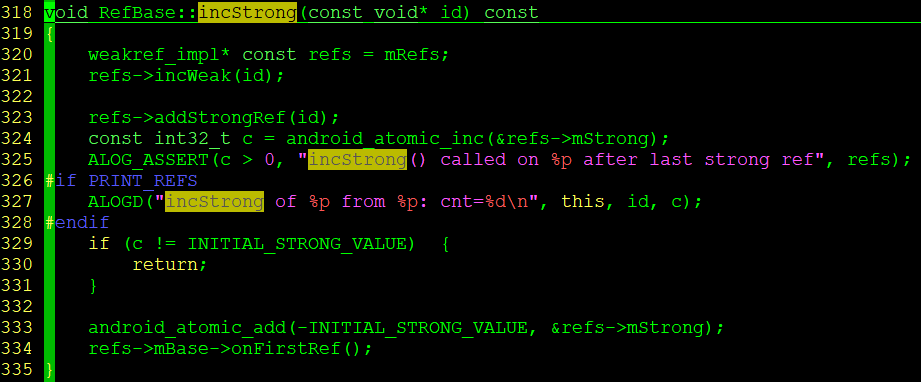 318 void RefBase::incStrong(const void* id) const
319 {
320     weakref_impl* const refs = mRefs;
321     refs->incWeak(id);
322
323     refs->addStrongRef(id);
324     const int32_t c = android_atomic_inc(&refs->mStrong);
325     ALOG_ASSERT(c > 0, "incStrong() called on %p after last strong ref", refs);
326 #if PRINT_REFS
327     ALOGD("incStrong of %p from %p: cnt=%d\n", this, id, c);
328 #endif
329     if (c != INITIAL_STRONG_VALUE)  {
330         return;
331     }
332
333     android_atomic_add(-INITIAL_STRONG_VALUE, &refs->mStrong);
334     refs->mBase->onFirstRef();
335 }